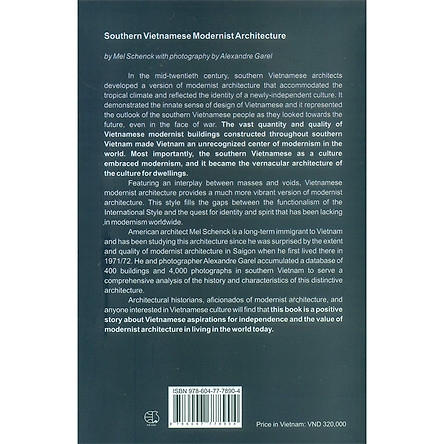 Southern Vietnamese Modernist Architecture
by Mel Schenck with photography by Alexandre Garel
In the mid-twentieth century, southern Vietnamese architects
developed a version of modernist architecture that accommodated the
tropical climate and reflected the identity of a newly-independent culture. It
demonstrated the innate sense of design of Vietnamese and it represented
the outlook of the southern Vietnamese people as they looked towards the
future, even in the face of war. The vast quantity and quality of
Vietnamese modernist buildings constructed throughout southern
Vietnam made Vietnam an unrecognized center of modernism in the
world. Most importantly, the southern Vietnamese as a culture
embraced modernism, and it became the vernacular architecture of
the culture for dwellings.
Featuring an interplay between masses and voids, Vietnamese
modernist architecture provides a much more vibrant version of modernist
architecture. This style fills the gaps between the functionalism of the
International Style and the quest for identity and spirit that has been lacking
in modernism worldwide.
American architect Mel Schenck is a long-term immigrant to Vietnam
and has been studying this architecture since he was surprised by the extent
and quality of modernist architecture in Saigon when he first lived there in
1971/72. He and photographer Alexandre Garel accumulated a database of
400 buildings and 4,000 photographs in southern Vietnam to serve a
comprehensive analysis of the history and characteristics of this distinctive
architecture.
Architectural historians, aficionados of modernist architecture, and
anyone interested in Vietnamese culture will find that this book is a positive
story about Vietnamese aspirations for independence and the value of
modernist architecture in living in the world today.
ISBN 978-604-77-7890-4
Price in Vietnam: VND 320,000